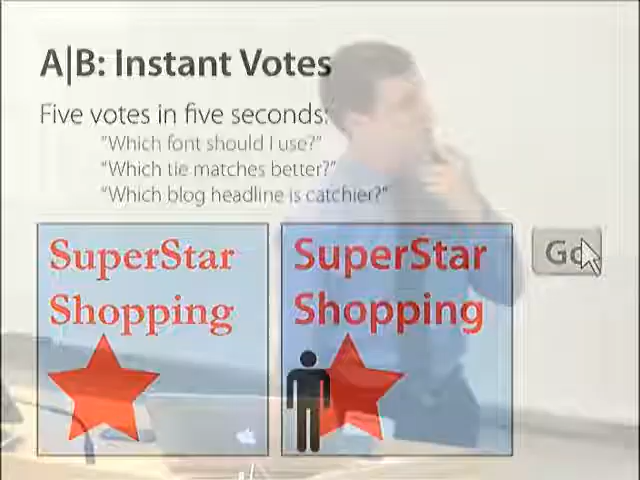 A|B: Instant Votes
Five votes in five seconds:
"Which font should I use?"
"Which tie matches better?"
"Which blog headline is catchier?"
SuperStar
Shopping
SuperStar
Shopping
Go